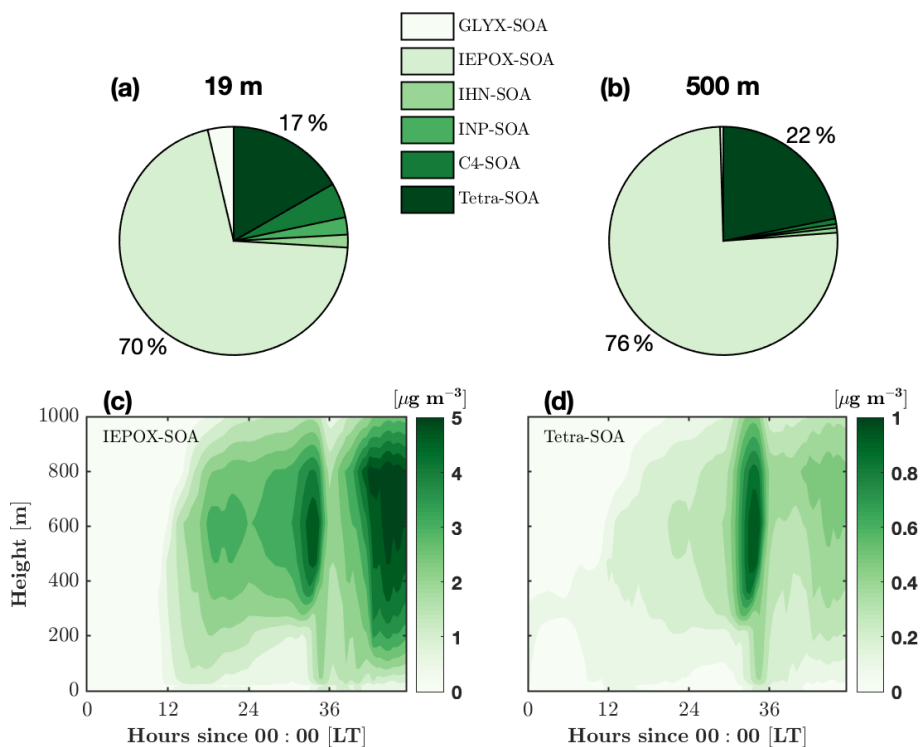 GLYX-SOA
IEPOX-SOA
IHN-SOA
INP-SOA
C4-SOA
Tetra-SOA
(a) 19 m
17 %
70 %
(b) 500 m
22 %
76 %
(c)
IEPOX-SOA
[μg m⁻³]
Height [m]
1000
800
600
400
200
0
0 12 24 36
Hours since 00 : 00 [LT]
5
4
3
2
1
0
(d)
Tetra-SOA
[μg m⁻³]
0 12 24 36
Hours since 00 : 00 [LT]
1
0.8
0.6
0.4
0.2
0